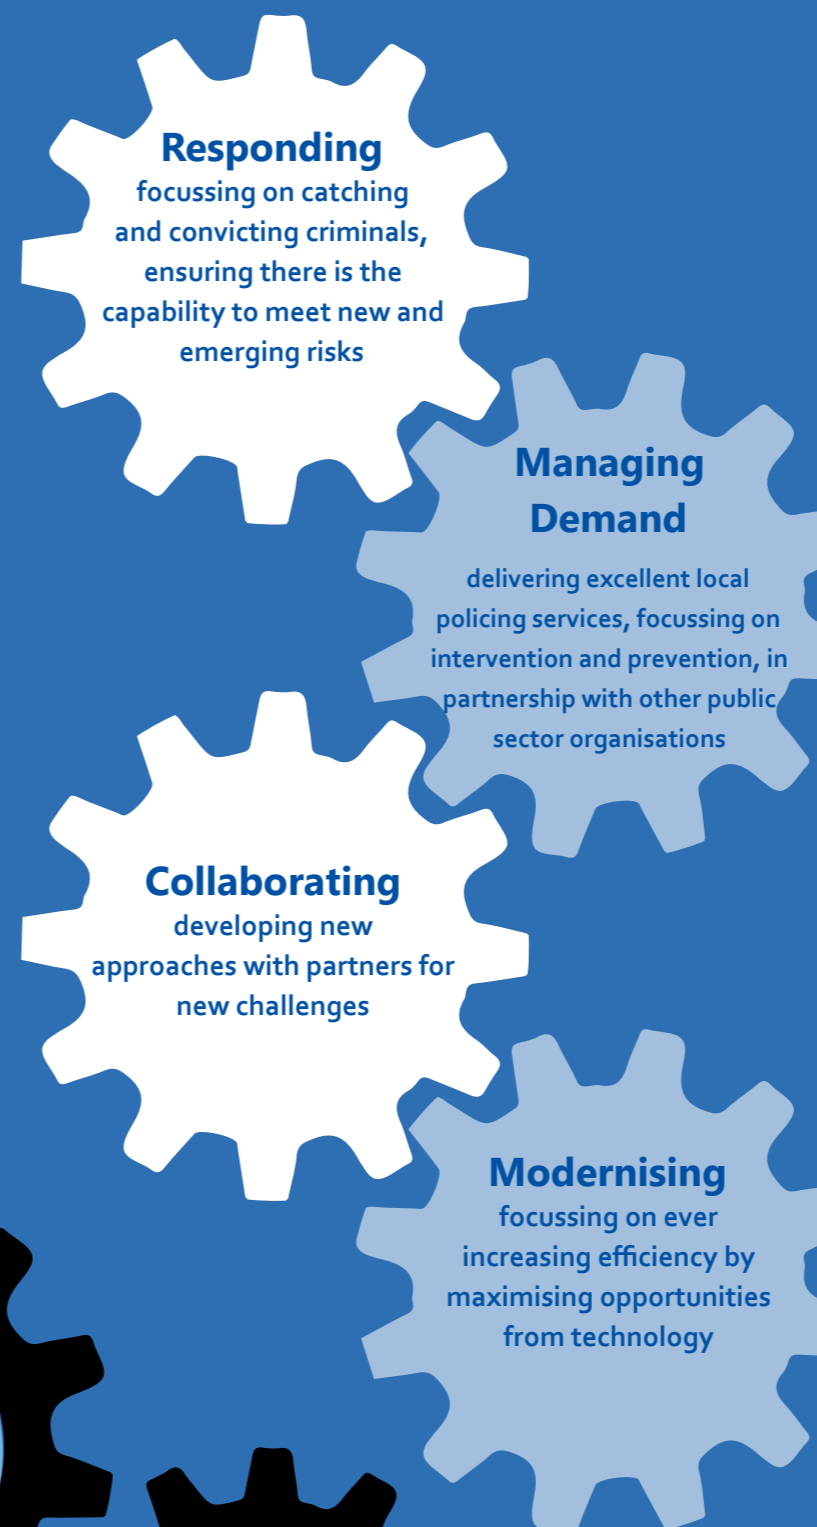 Responding
focussing on catching
and convicting criminals,
ensuring there is the
capability to meet new and
emerging risks
Managing
Demand
delivering excellent local
policing services, focussing on
intervention and prevention, in
partnership with other public
sector organisations
Collaborating
developing new
approaches with partners for
new challenges
Modernising
focussing on ever
increasing efficiency by
maximising opportunities
from technology